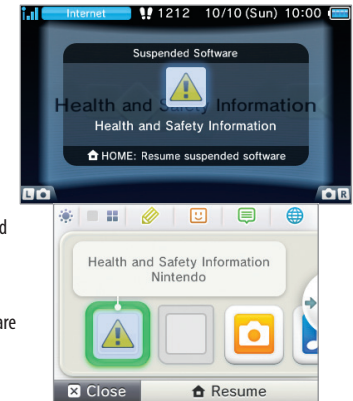 Internet 1212 10/10 (Sun) 10:00
Suspended Software
Health and Safety Information
Health and Safety Information
HOME: Resume suspended software
L R
d
Health and Safety Information
Nintendo
are
Close Resume